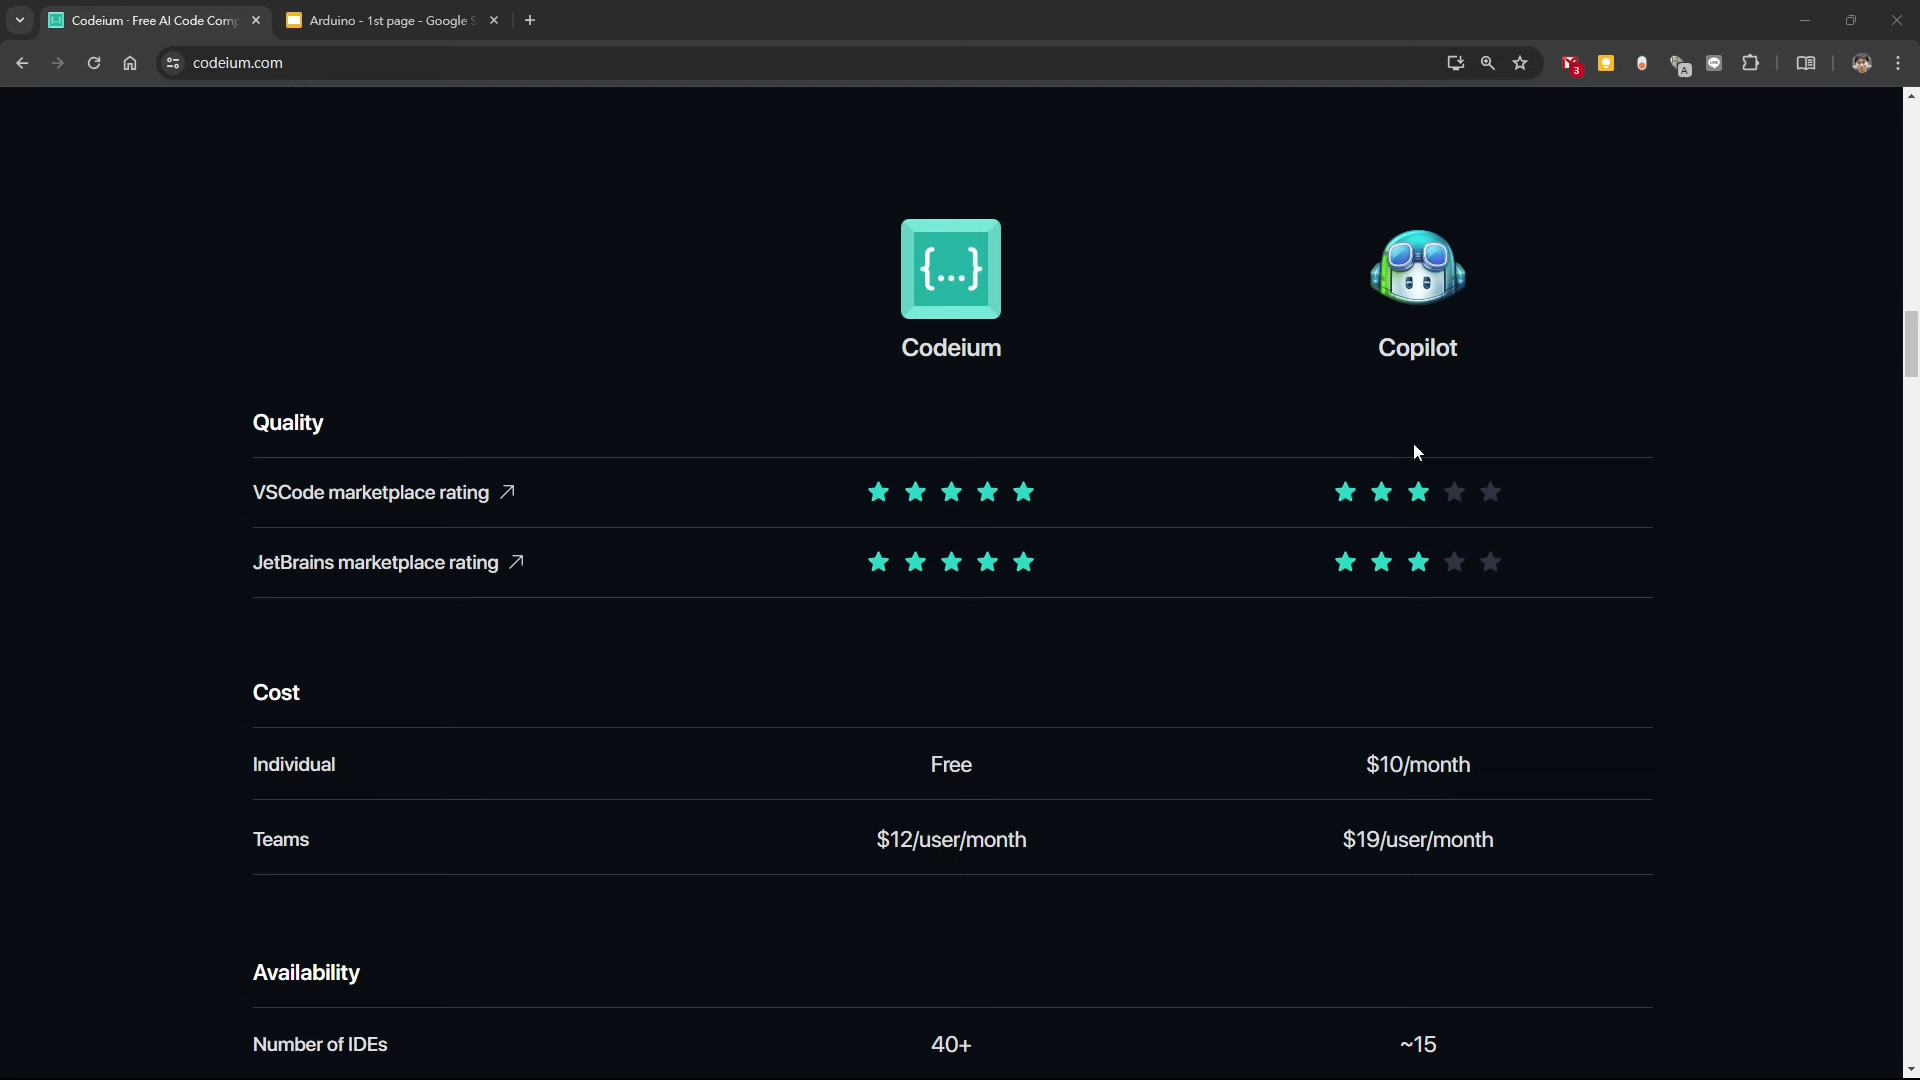 Codeium · Free AI Code Comp
Arduino - 1st page - Google S
codeium.com
3
A
{...}
Codeium
Copilot
Quality
VSCode marketplace rating
JetBrains marketplace rating
Cost
Individual Free $10/month
Teams $12/user/month $19/user/month
Availability
Number of IDEs 40+ ~15